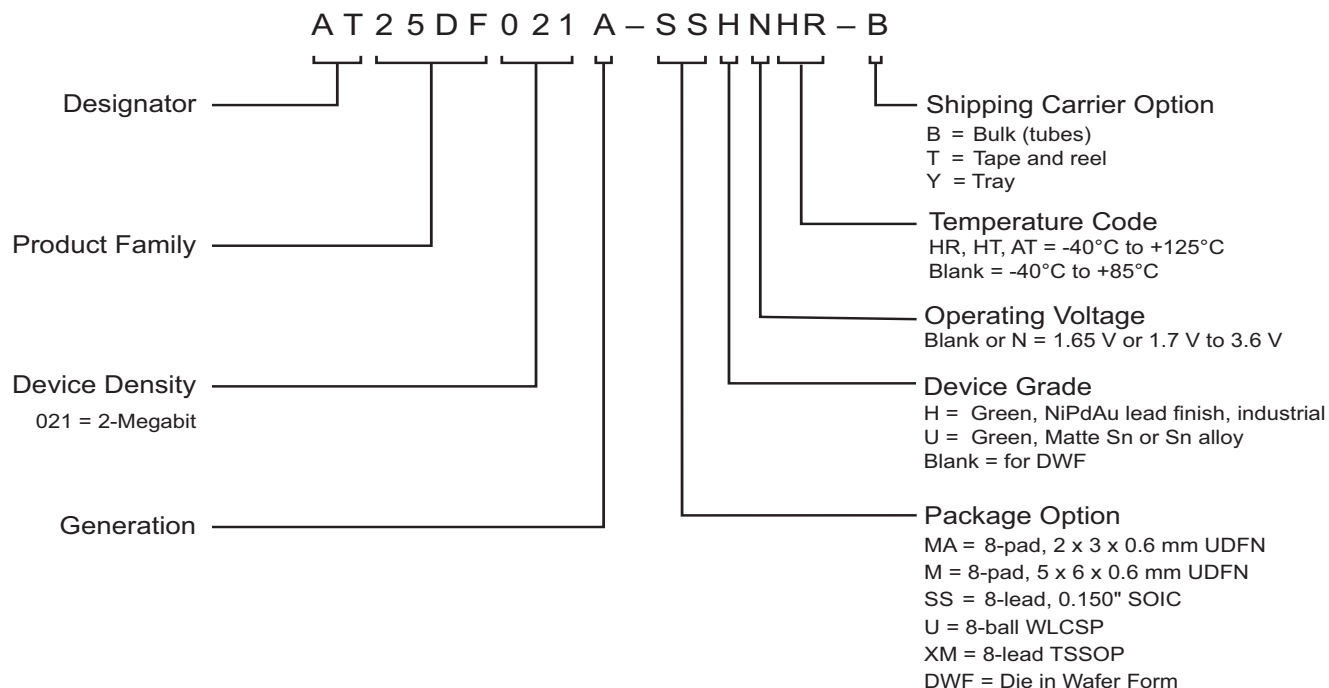 AT25DF021A–SSHNHR–B
Designator
Product Family
Device Density
021 = 2-Megabit
Generation
Shipping Carrier Option
B = Bulk (tubes)
T = Tape and reel
Y = Tray
Temperature Code
HR, HT, AT = -40°C to +125°C
Blank = -40°C to +85°C
Operating Voltage
Blank or N = 1.65 V or 1.7 V to 3.6 V
Device Grade
H = Green, NiPdAu lead finish, industrial
U = Green, Matte Sn or Sn alloy
Blank = for DWF
Package Option
MA = 8-pad, 2 x 3 x 0.6 mm UDFN
M = 8-pad, 5 x 6 x 0.6 mm UDFN
SS = 8-lead, 0.150" SOIC
U = 8-ball WLCSP
XM = 8-lead TSSOP
DWF = Die in Wafer Form